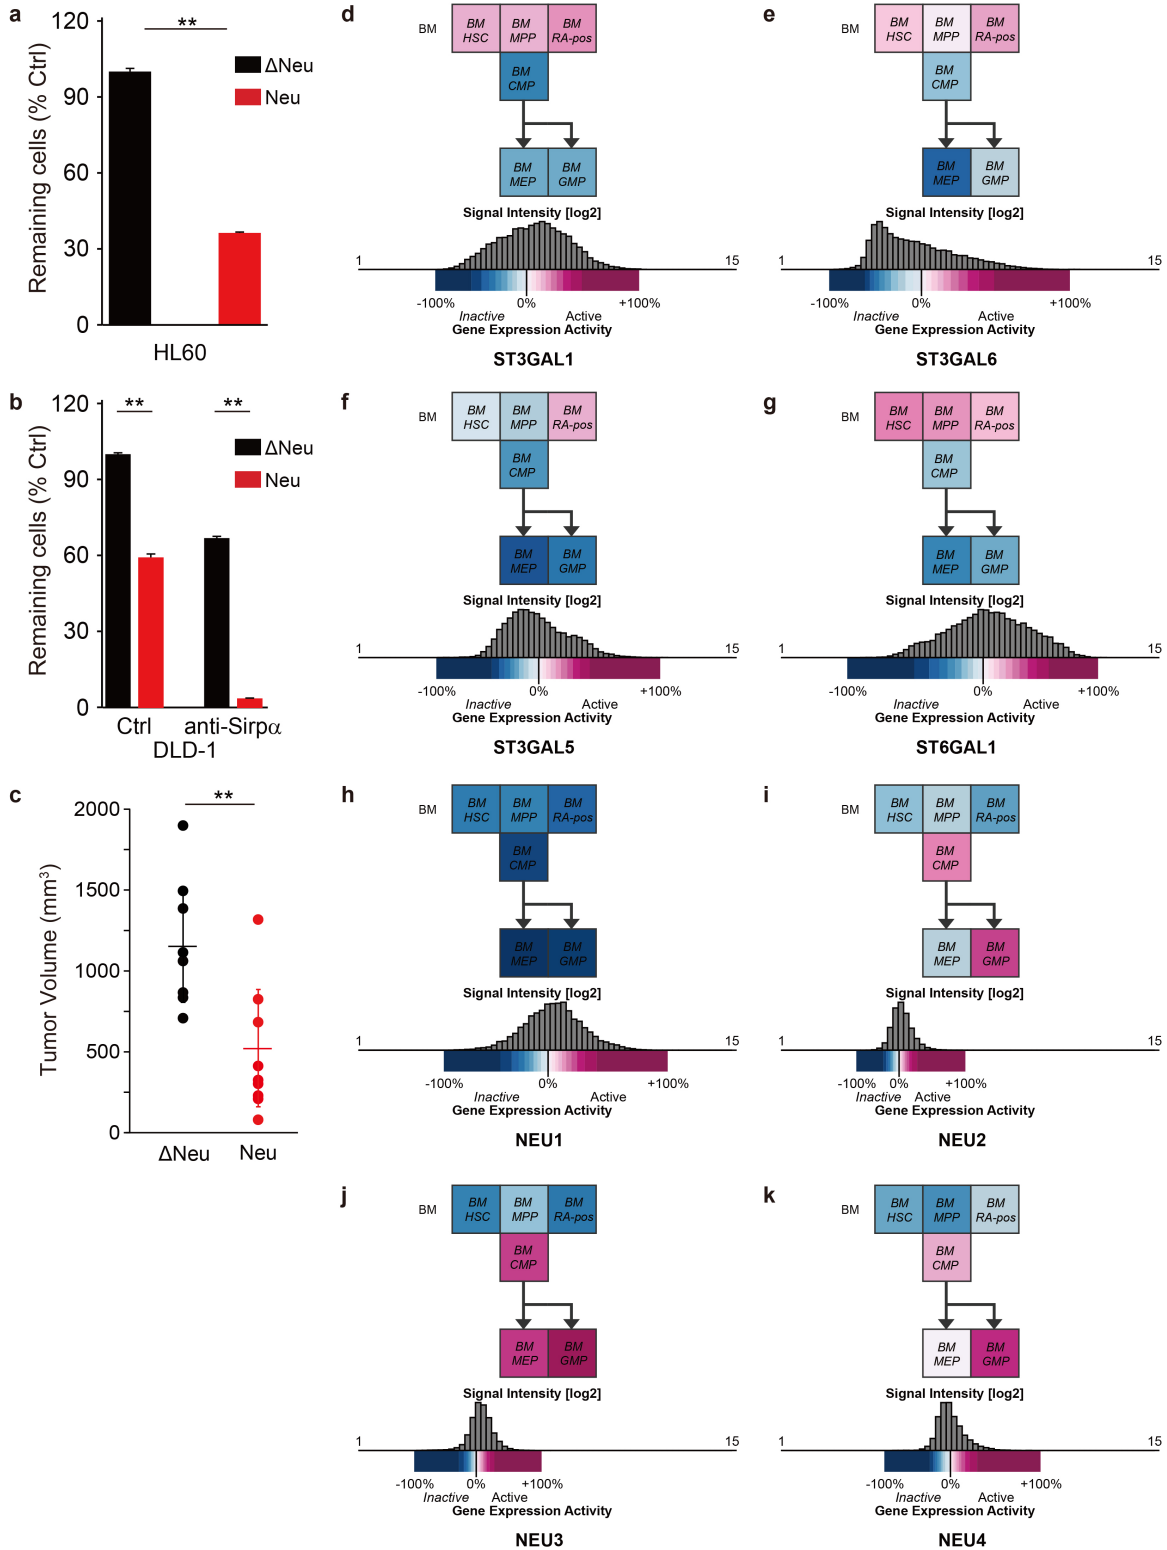 a
120
90
60
30
0
Remaining cells (% Ctrl)
**
ΔNeu
Neu
HL60
b
120
90
60
30
0
Remaining cells (% Ctrl)
**
**
ΔNeu
Neu
Ctrl
anti-Sirpα
DLD-1
c
2000
1500
1000
500
0
Tumor Volume (mm³)
**
ΔNeu
Neu
d
BM
BM HSC
BM MPP
BM RA-pos
BM CMP
BM MEP
BM GMP
Signal Intensity [log2]
1
15
-100%
0%
+100%
Inactive
Active
Gene Expression Activity
ST3GAL1
e
BM
BM HSC
BM MPP
BM RA-pos
BM CMP
BM MEP
BM GMP
Signal Intensity [log2]
1
15
-100%
0%
+100%
Inactive
Active
Gene Expression Activity
ST3GAL6
f
BM
BM HSC
BM MPP
BM RA-pos
BM CMP
BM MEP
BM GMP
Signal Intensity [log2]
1
15
-100%
0%
+100%
Inactive
Active
Gene Expression Activity
ST3GAL5
g
BM
BM HSC
BM MPP
BM RA-pos
BM CMP
BM MEP
BM GMP
Signal Intensity [log2]
1
15
-100%
0%
+100%
Inactive
Active
Gene Expression Activity
ST6GAL1
h
BM
BM HSC
BM MPP
BM RA-pos
BM CMP
BM MEP
BM GMP
Signal Intensity [log2]
1
15
-100%
0%
+100%
Inactive
Active
Gene Expression Activity
NEU1
i
BM
BM HSC
BM MPP
BM RA-pos
BM CMP
BM MEP
BM GMP
Signal Intensity [log2]
1
15
-100%
0%
+100%
Inactive
Active
Gene Expression Activity
NEU2
j
BM
BM HSC
BM MPP
BM RA-pos
BM CMP
BM MEP
BM GMP
Signal Intensity [log2]
1
15
-100%
0%
+100%
Inactive
Active
Gene Expression Activity
NEU3
k
BM
BM HSC
BM MPP
BM RA-pos
BM CMP
BM MEP
BM GMP
Signal Intensity [log2]
1
15
-100%
0%
+100%
Inactive
Active
Gene Expression Activity
NEU4